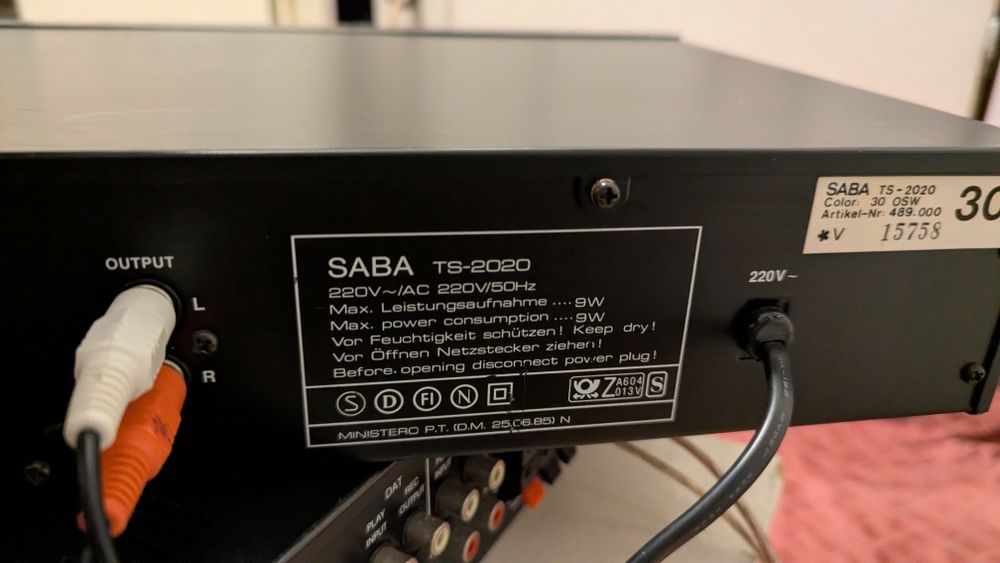 OUTPUT
L
R
SABA TS-2020
220V~/AC 220V/50Hz
Max. Leistungsaufnahme ····9W
Max. power consumption ····9W
Vor Feuchtigkeit schützen! Keep dry!
Vor Öffnen Netzstecker ziehen!
Before opening disconnect power plug!
S D FI N ZA604 013V S
MINISTERO P.T. (D.M. 25.06.85) N
220V~
SABA TS-2020
Color: 30 OSW
Artikel-Nr: 489.000
30
*V 15758
DAT
PLAY INPUT
REC OUTPUT
INPUT